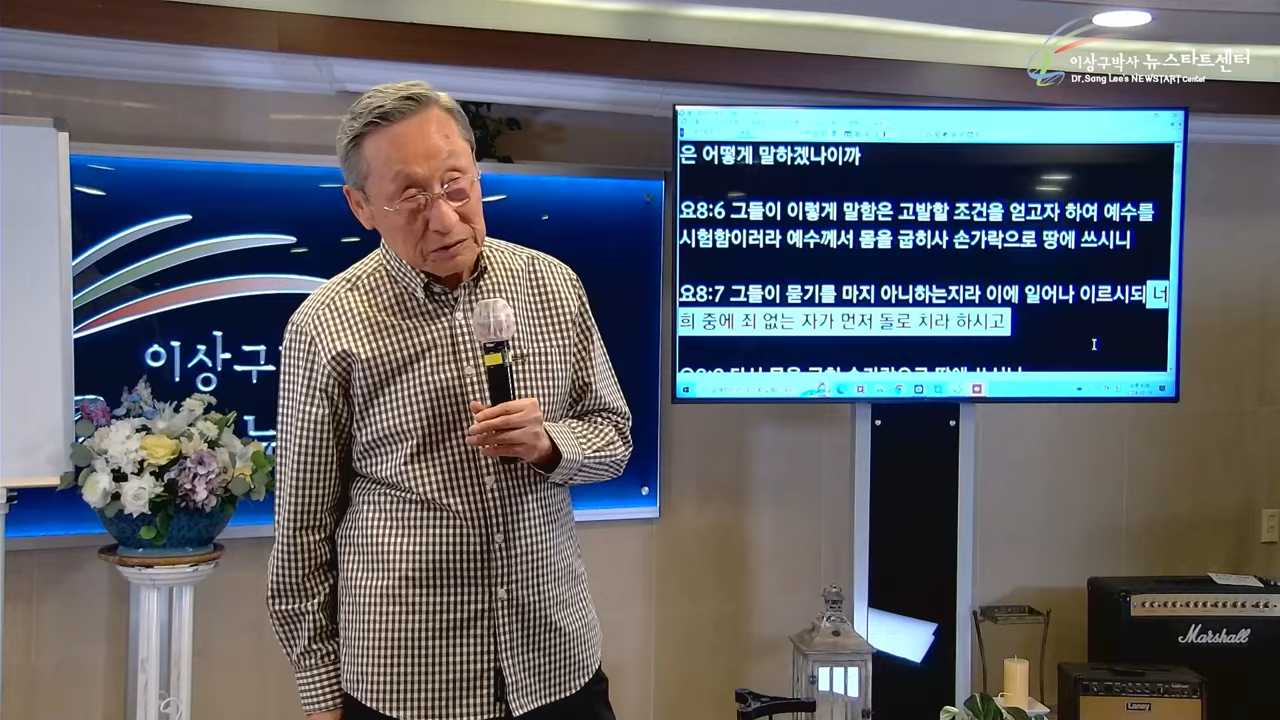 이상구박사 뉴스타트센터
Dr. Sang Lee's NEWSTART Center
은 어떻게 말하겠나이까
요8:6 그들이 이렇게 말함은 고발할 조건을 얻고자 하여 예수를
시험함이러라 예수께서 몸을 굽히사 손가락으로 땅에 쓰시니
요8:7 그들이 묻기를 마지 아니하는지라 이에 일어나 이르시되 너
희 중에 죄 없는 자가 먼저 돌로 치라 하시고
이상구
뉴
Marshall
Laney